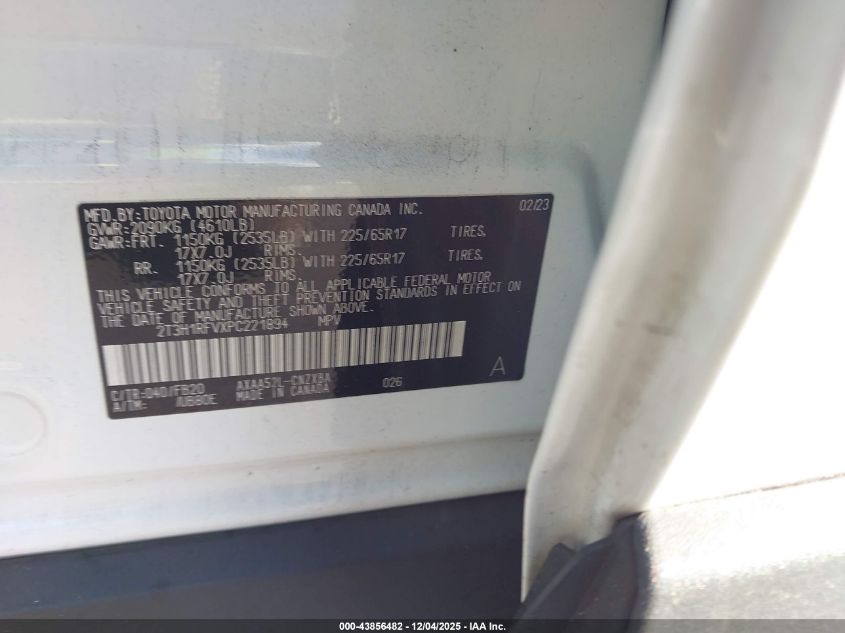 MFD.BY:TOYOTA MOTOR MANUFACTURING CANADA INC. 02/23
GVWR:2090KG (4610LB)
GAWR:FRT. 1150KG (2535LB) WITH 225/65R17 TIRES.
17X7.0J RIMS.
RR. 1150KG (2535LB) WITH 225/65R17 TIRES.
17X7.0J RIMS.
THIS VEHICLE CONFORMS TO ALL APPLICABLE FEDERAL MOTOR
VEHICLE SAFETY AND THEFT PREVENTION STANDARDS IN EFFECT ON
THE DATE OF MANUFACTURE SHOWN ABOVE.
2T3H1RFVXPC221894 MPV
C/TR:040/FB20 AXAA52L-CNZXBA 026 A
A/TM: /UB80E MADE IN CANADA
000-43856482 - 12/04/2025 - IAA Inc.